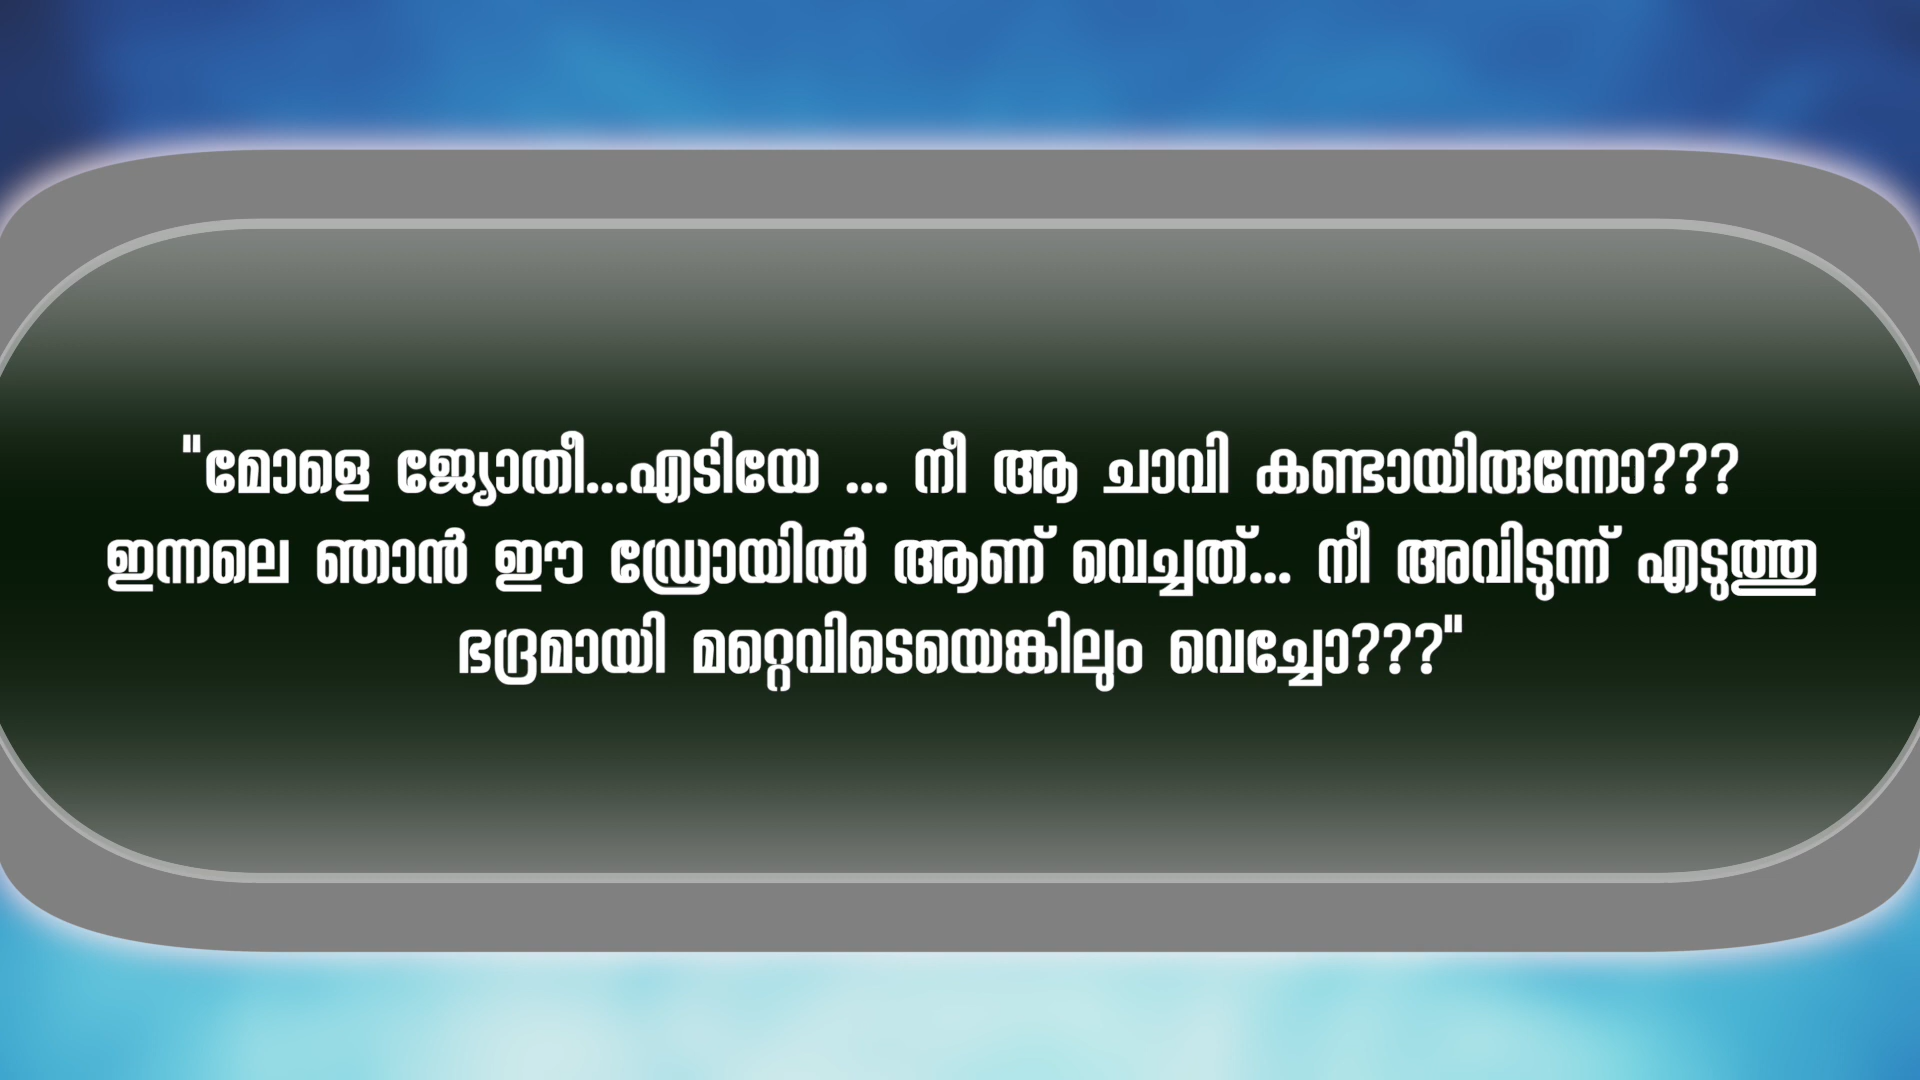 "മോളെ ജ്യോതീ...എടിയേ ... നീ ആ ചാവി കണ്ടായിരുന്നോ???
ഇന്നലെ ഞാൻ ഈ ഡ്രോയിൽ ആണ് വെച്ചത്... നീ അവിടുന്ന് എടുത്തു
ഭദ്രമായി മറ്റെവിടെയെങ്കിലും വെച്ചോ???"